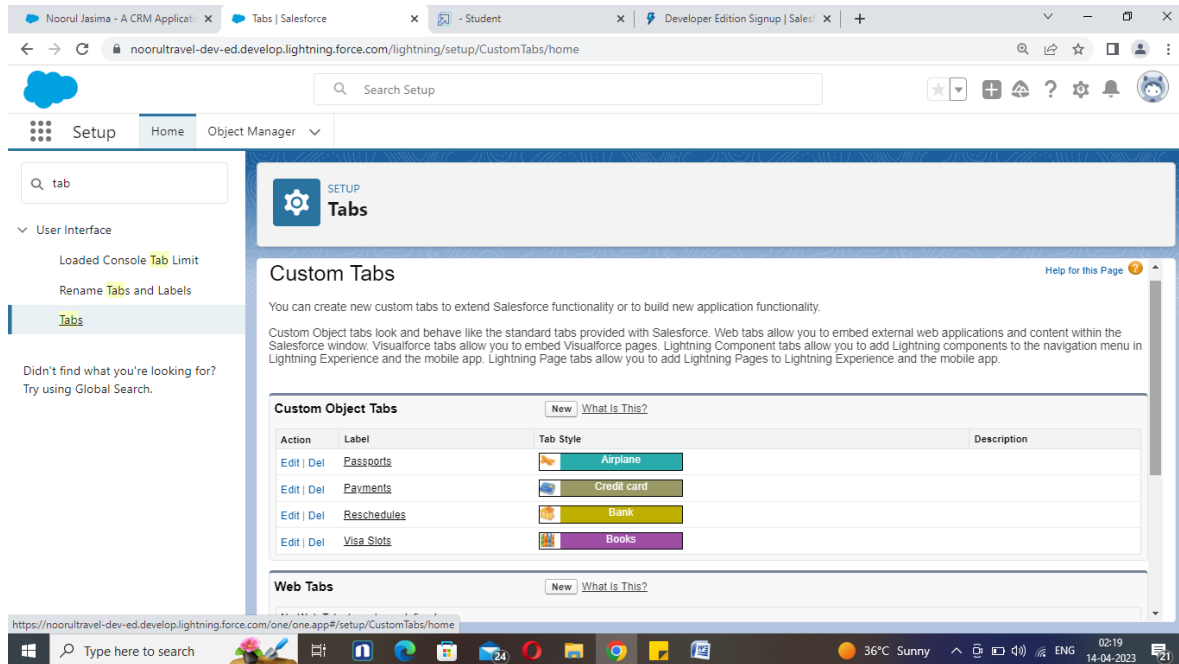 Noorul Jasima - A CRM Applicati
Tabs | Salesforce
- Student
Developer Edition Signup | Salesf
noorultravel-dev-ed.develop.lightning.force.com/lightning/setup/CustomTabs/home
Search Setup
Setup
Home
Object Manager
tab
User Interface
Loaded Console Tab Limit
Rename Tabs and Labels
Tabs
Didn't find what you're looking for?
Try using Global Search.
SETUP
Tabs
Custom Tabs
Help for this Page
You can create new custom tabs to extend Salesforce functionality or to build new application functionality.
Custom Object tabs look and behave like the standard tabs provided with Salesforce. Web tabs allow you to embed external web applications and content within the
Salesforce window. Visualforce tabs allow you to embed Visualforce pages. Lightning Component tabs allow you to add Lightning components to the navigation menu in
Lightning Experience and the mobile app. Lightning Page tabs allow you to add Lightning Pages to Lightning Experience and the mobile app.
Custom Object Tabs New What Is This?
Action Label Tab Style Description
Edit | Del Passports Airplane
Edit | Del Payments Credit card
Edit | Del Reschedules Bank
Edit | Del Visa Slots Books
Web Tabs New What Is This?
https://noorultravel-dev-ed.develop.lightning.force.com/one/one.app#/setup/CustomTabs/home
Type here to search
24
36°C Sunny
ENG
02:19
14-04-2023
21